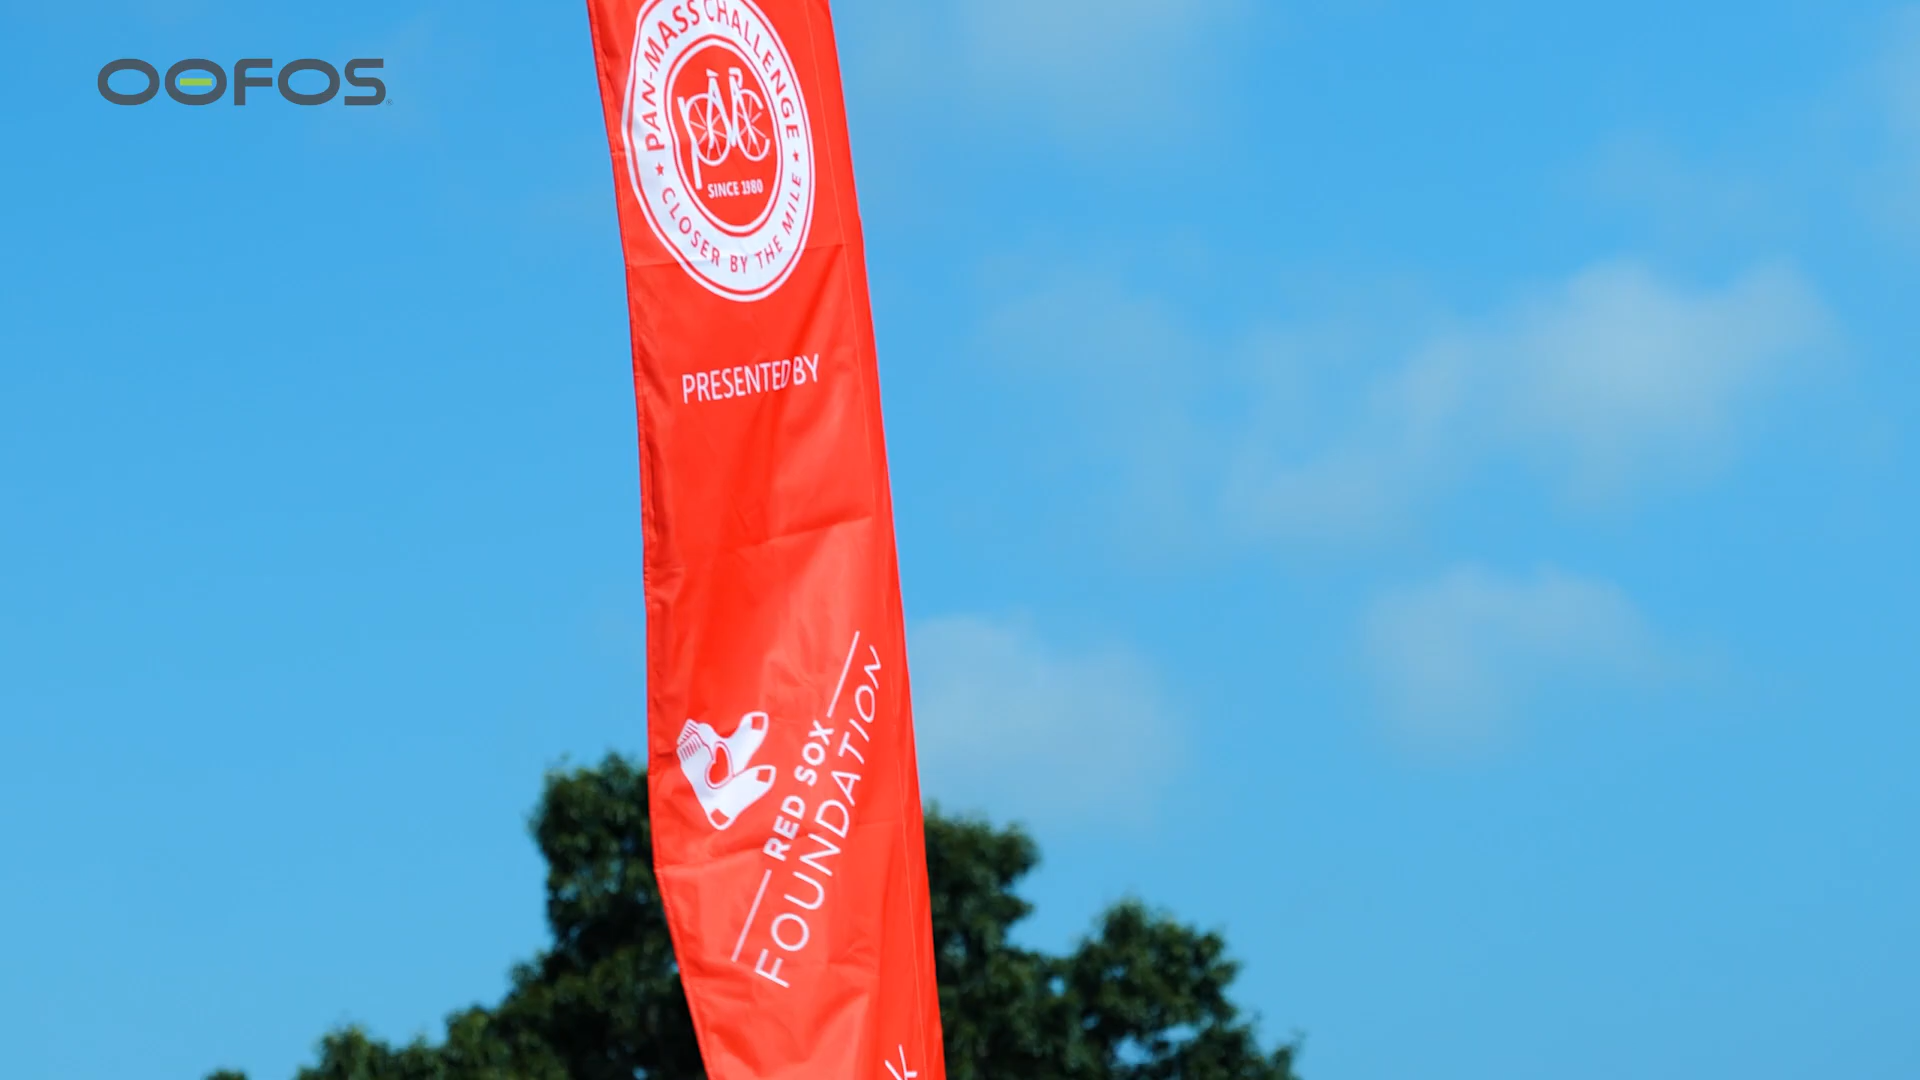 OOFOS
PAN-MASS CHALLENGE
pmc
SINCE 1980
CLOSER BY THE MILE
PRESENTED BY
RED SOX
FOUNDATION